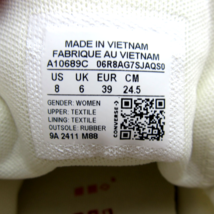 MADE IN VIETNAM
FABRIQUE AU VIETNAM
A10689C 06R8AG7SJAQS0
US UK EUR CM
8 6 39 24.5
GENDER: WOMEN
UPPER: TEXTILE
LINING: TEXTILE
OUTSOLE: RUBBER
9A 2411 M88
CONVERSE